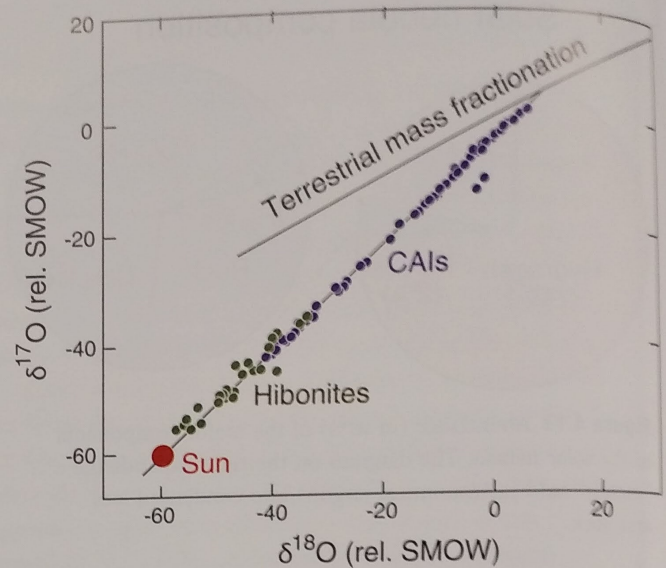 20
0
-20
-40
-60
δ¹⁷O (rel. SMOW)
Terrestrial mass fractionation
CAIs
Hibonites
Sun
-60
-40
-20
0
20
δ¹⁸O (rel. SMOW)